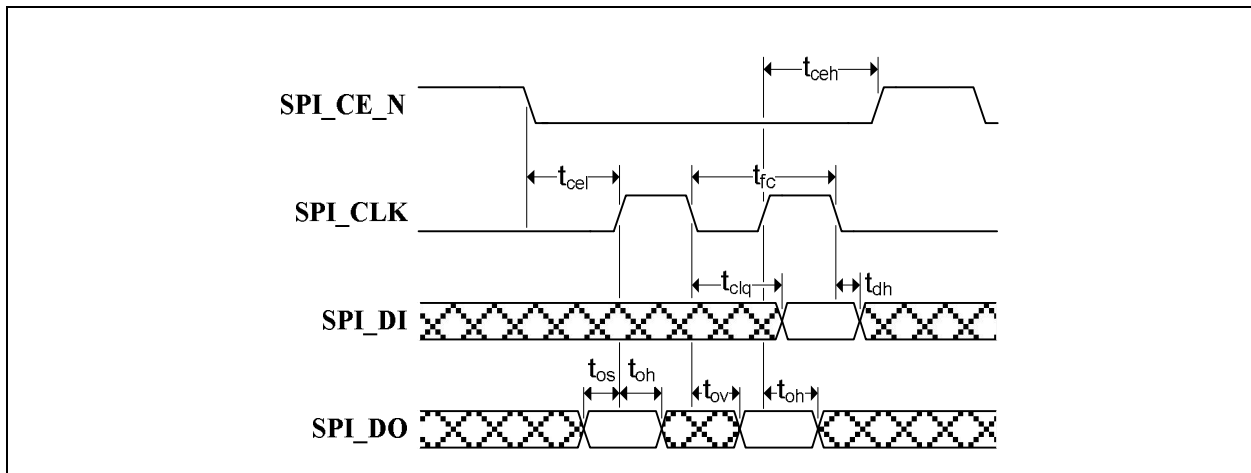 t_ceh
SPI_CE_N
t_cel
t_fc
SPI_CLK
t_clq
t_dh
SPI_DI
t_os
t_oh
t_ov
t_oh
SPI_DO